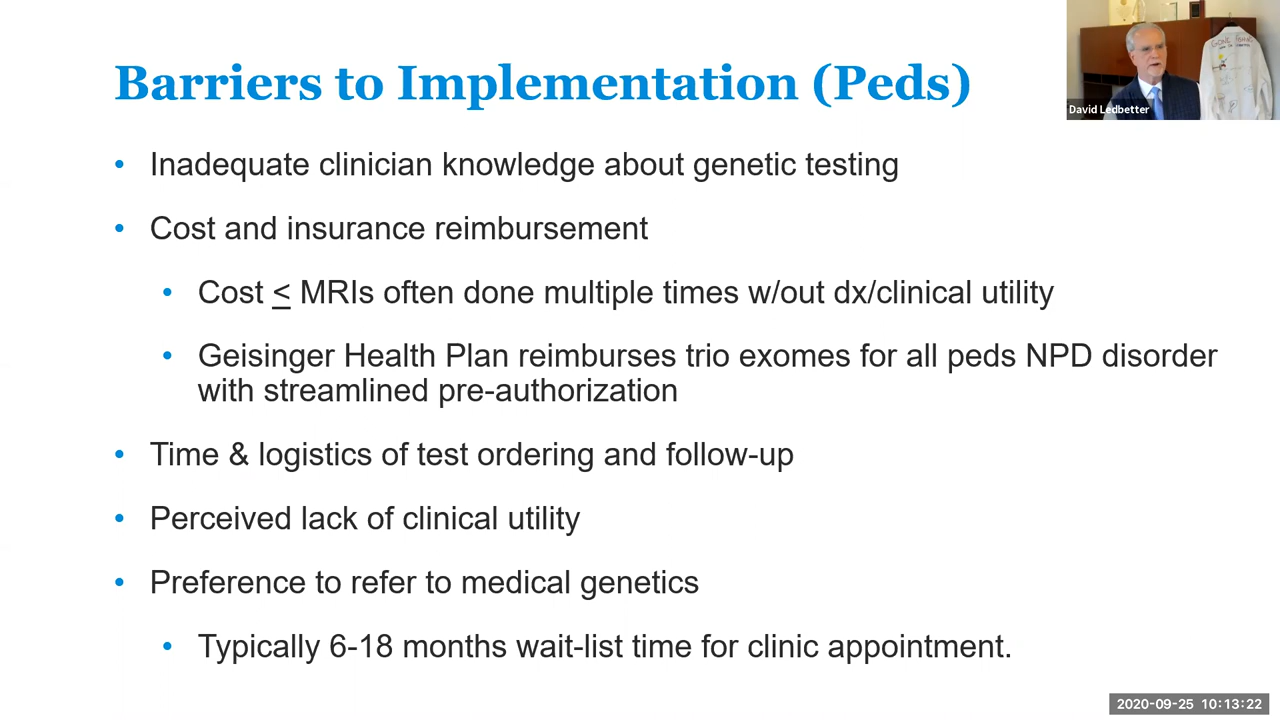 Barriers to Implementation (Peds)
David Ledbetter
• Inadequate clinician knowledge about genetic testing
• Cost and insurance reimbursement
• Cost < MRIs often done multiple times w/out dx/clinical utility
• Geisinger Health Plan reimburses trio exomes for all peds NPD disorder
with streamlined pre-authorization
• Time & logistics of test ordering and follow-up
• Perceived lack of clinical utility
• Preference to refer to medical genetics
• Typically 6-18 months wait-list time for clinic appointment.
2020-09-25 10:13:22